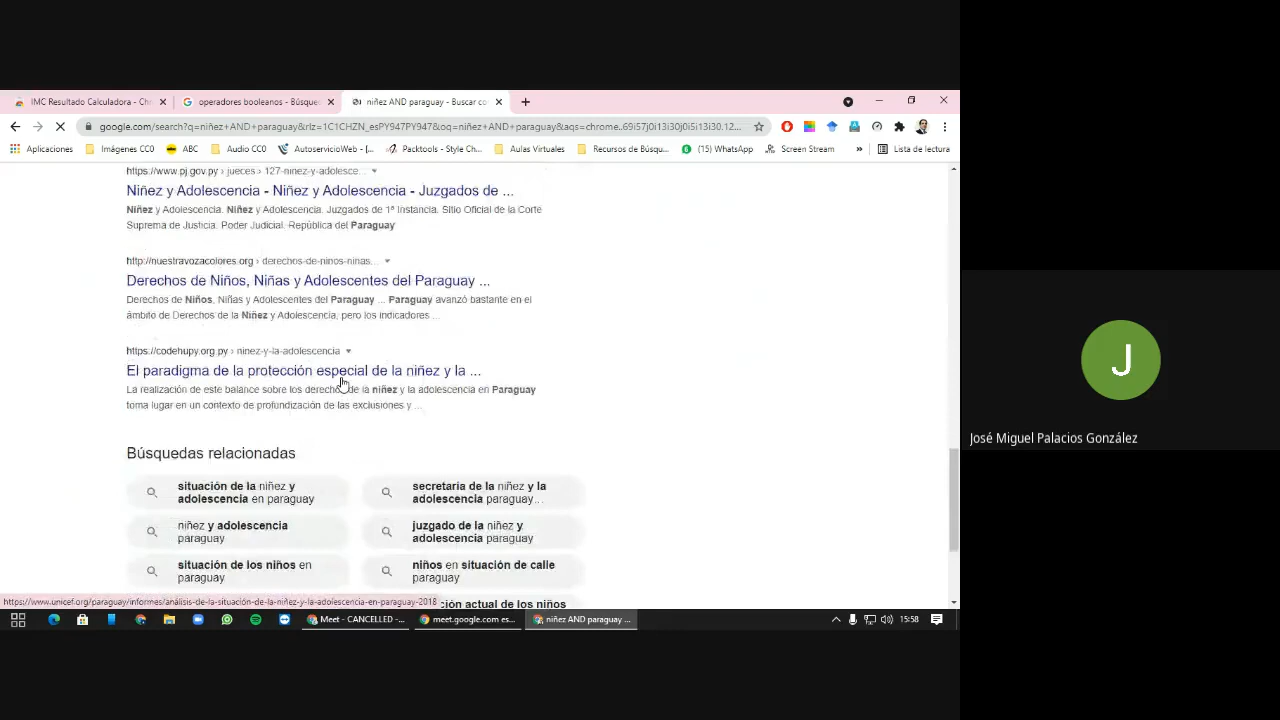 IMC Resultado Calculadora - Chr
operadores booleanos - Búsque
niñez AND paraguay - Buscar co
google.com/search?q=niñez+AND+paraguay&rlz=1C1CHZN_esPY947PY947&oq=niñez+AND+paraguay&aqs=chrome..69i57j0i13i30j0i5i13i30.12...
Aplicaciones
Imágenes CC0
ABC
Audio CC0
AutoservicioWeb - [...
Packtools - Style Ch...
Aulas Virtuales
Recursos de Búsqu...
(15) WhatsApp
Screen Stream
»
Lista de lectura
https://www.pj.gov.py › jueces › 127-ninez-y-adolesce...
Niñez y Adolescencia - Niñez y Adolescencia - Juzgados de ...
Niñez y Adolescencia. Niñez y Adolescencia. Juzgados de 1ª Instancia. Sitio Oficial de la Corte
Suprema de Justicia. Poder Judicial. República del Paraguay
http://nuestravozacolores.org › derechos-de-ninos-ninas...
Derechos de Niños, Niñas y Adolescentes del Paraguay ...
Derechos de Niños, Niñas y Adolescentes del Paraguay ... Paraguay avanzó bastante en el
ámbito de Derechos de la Niñez y Adolescencia, pero los indicadores ...
https://codehupy.org.py › ninez-y-la-adolescencia
El paradigma de la protección especial de la niñez y la ...
La realización de este balance sobre los derechos de la niñez y la adolescencia en Paraguay
toma lugar en un contexto de profundización de las exclusiones y ...
Búsquedas relacionadas
situación de la niñez y
adolescencia en paraguay
secretaria de la niñez y la
adolescencia paraguay...
niñez y adolescencia
paraguay
juzgado de la niñez y
adolescencia paraguay
situación de los niños en
paraguay
niños en situación de calle
paraguay
https://www.unicef.org/paraguay/informes/análisis-de-la-situación-de-la-niñez-y-la-adolescencia-en-paraguay-2018
ción actual de los niños
Meet - CANCELLED -...
meet.google.com es...
niñez AND paraguay ...
15:58
J
José Miguel Palacios González